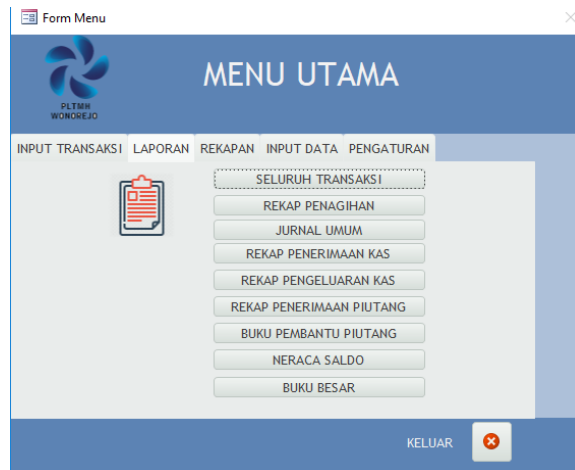 Form Menu
PLTMH
WONOREJO
MENU UTAMA
INPUT TRANSAKSI LAPORAN REKAPAN INPUT DATA PENGATURAN
SELURUH TRANSAKSI
REKAP PENAGIHAN
JURNAL UMUM
REKAP PENERIMAAN KAS
REKAP PENGELUARAN KAS
REKAP PENERIMAAN PIUTANG
BUKU PEMBANTU PIUTANG
NERACA SALDO
BUKU BESAR
KELUAR